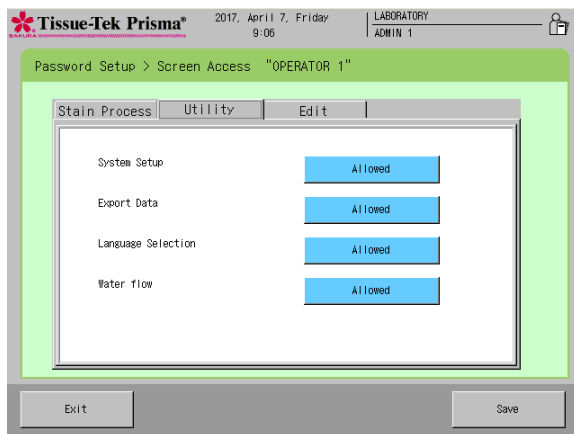 Tissue-Tek Prisma®
SAKURA
2017, April 7, Friday
9:06
LABORATORY
ADMIN 1
Password Setup > Screen Access "OPERATOR 1"
Stain Process Utility Edit
System Setup Allowed
Export Data Allowed
Language Selection Allowed
Water flow Allowed
Exit Save